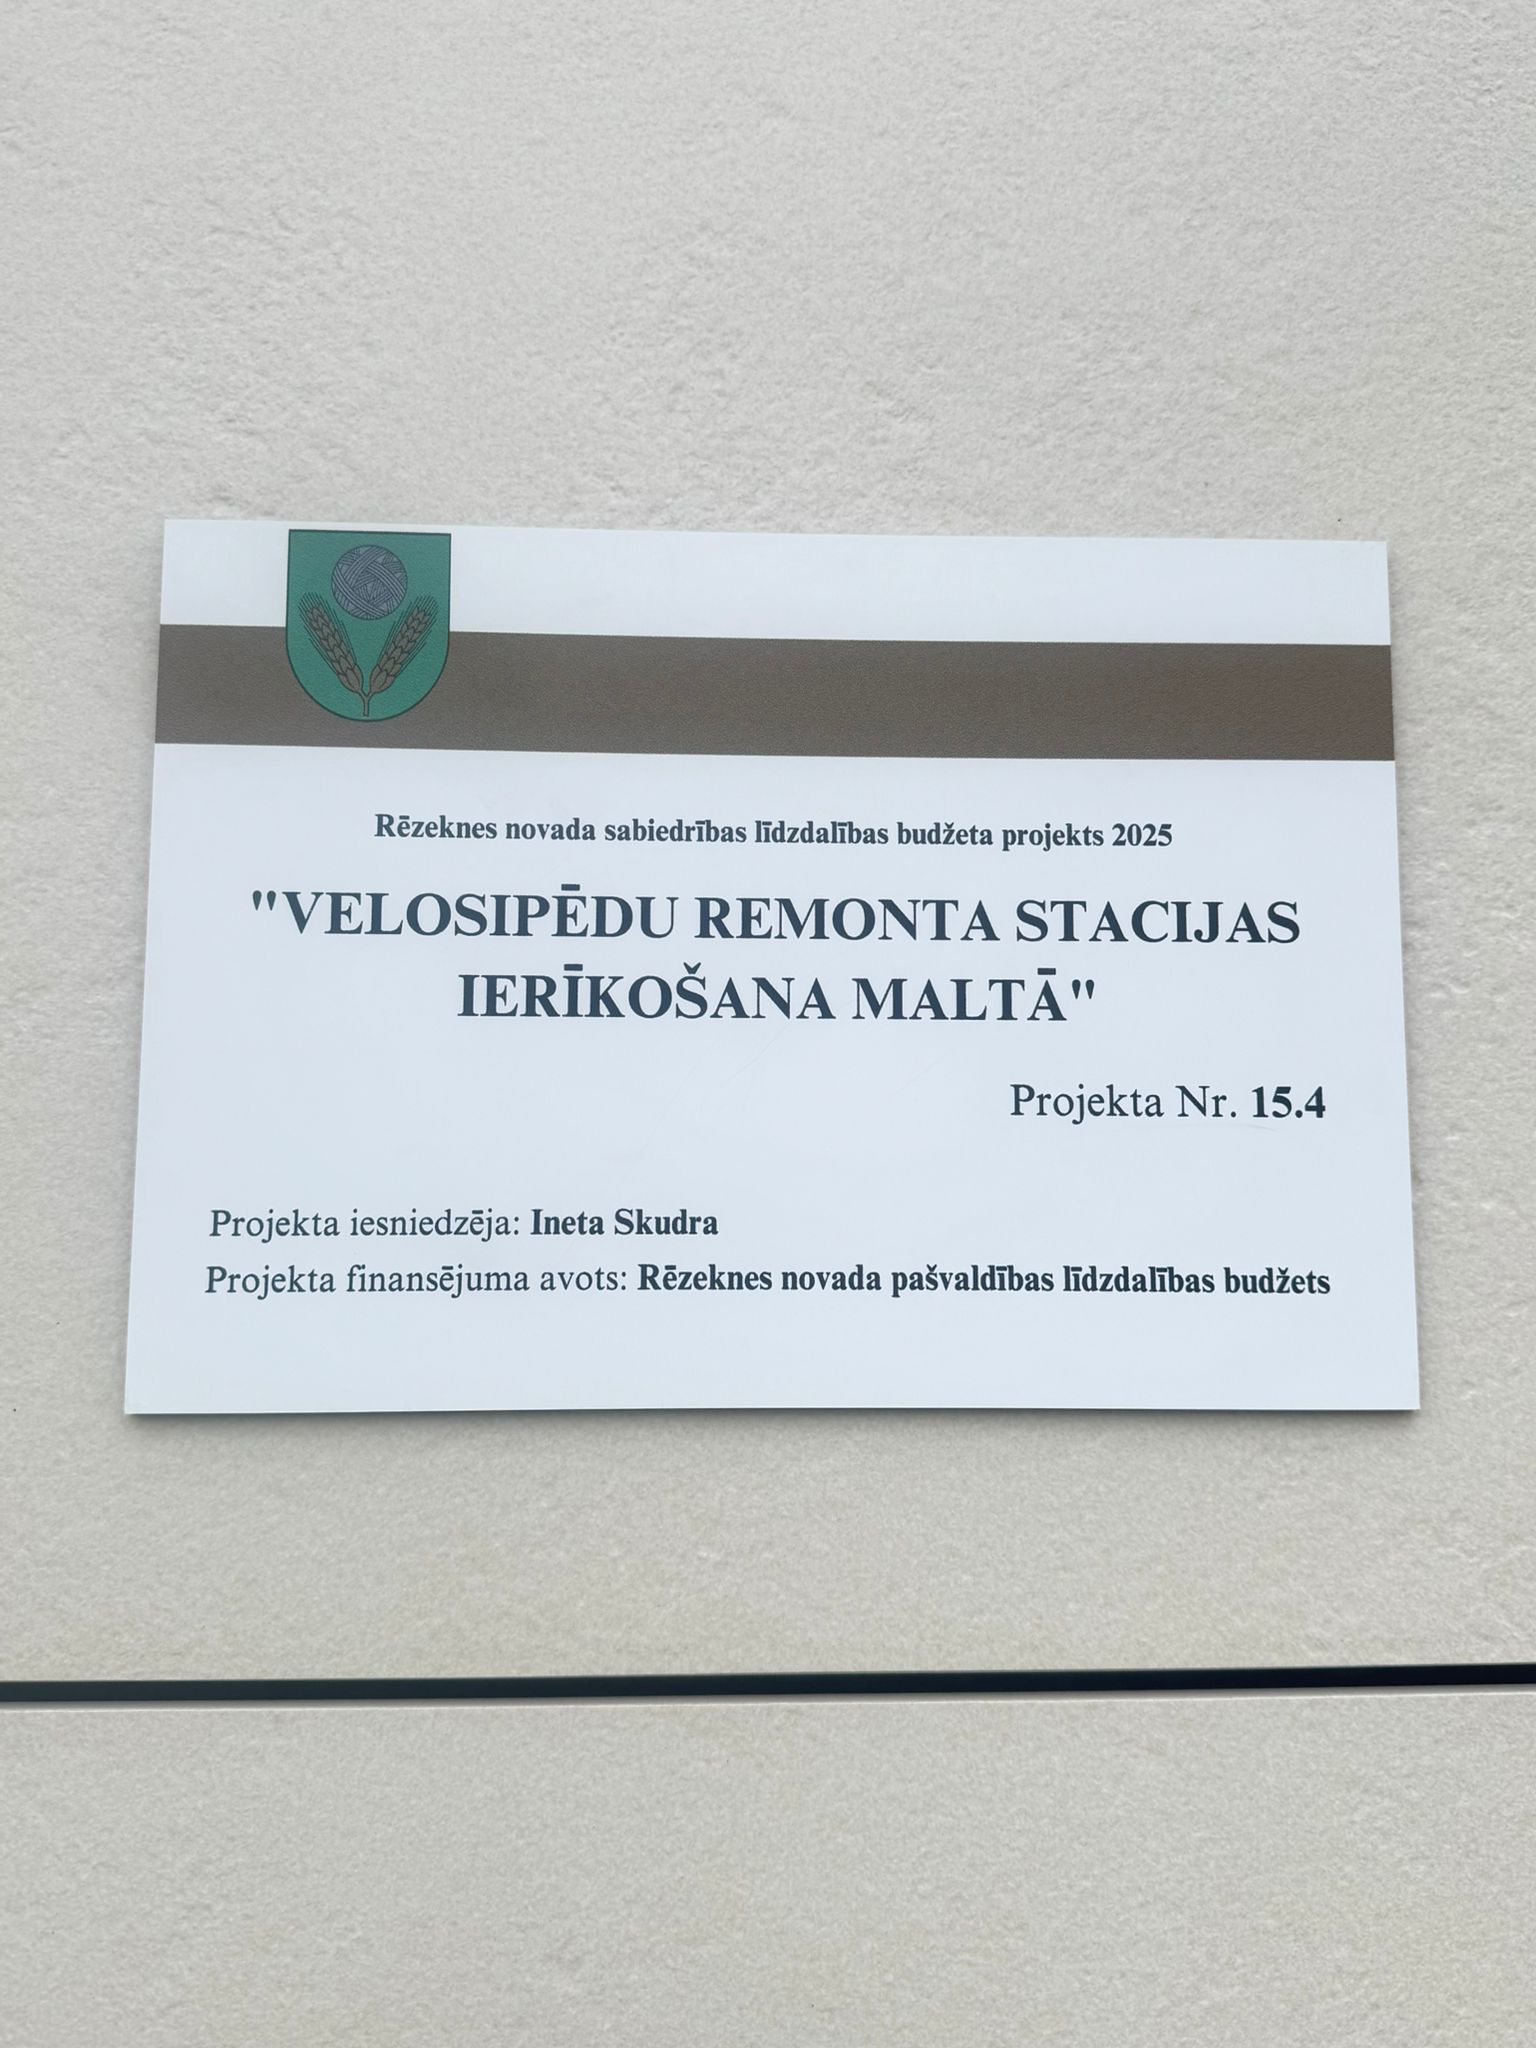 Rēzeknes novada sabiedrības līdzdalības budžeta projekts 2025
"VELOSIPĒDU REMONTA STACIJAS
IERĪKOŠANA MALTĀ"
Projekta Nr. 15.4
Projekta iesniedzēja: Ineta Skudra
Projekta finansējuma avots: Rēzeknes novada pašvaldības līdzdalības budžets